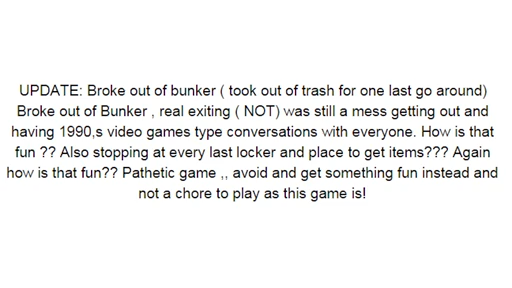 UPDATE: Broke out of bunker ( took out of trash for one last go around)
Broke out of Bunker , real exiting ( NOT) was still a mess getting out and
having 1990,s video games type conversations with everyone. How is that
fun ?? Also stopping at every last locker and place to get items??? Again
how is that fun?? Pathetic game ,, avoid and get something fun instead and
not a chore to play as this game is!